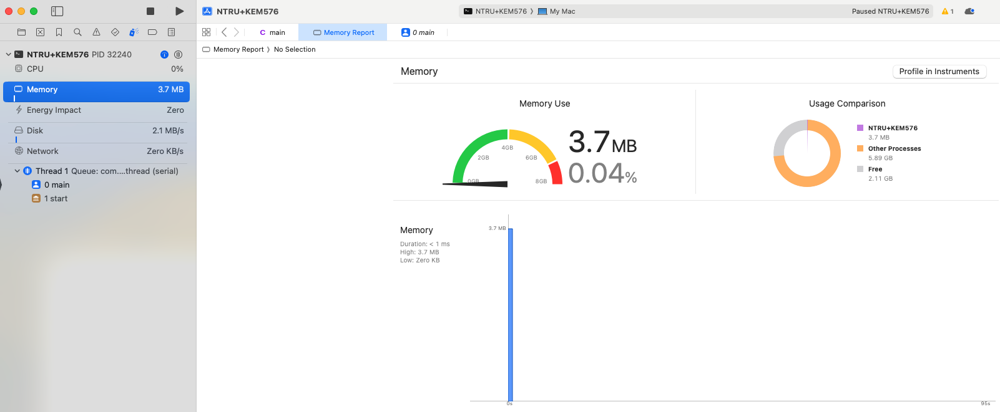 NTRU+KEM576
NTRU+KEM576 〉 My Mac
Paused NTRU+KEM576
1
C main
Memory Report
0 main
Memory Report 〉 No Selection
NTRU+KEM576 PID 32240
CPU 0%
Memory 3.7 MB
Energy Impact Zero
Disk 2.1 MB/s
Network Zero KB/s
Thread 1 Queue: com....thread (serial)
0 main
1 start
Memory
Profile in Instruments
Memory Use
0GB
2GB
4GB
6GB
8GB
3.7MB
0.04%
Usage Comparison
NTRU+KEM576
3.7 MB
Other Processes
5.89 GB
Free
2.11 GB
Memory
Duration: < 1 ms
High: 3.7 MB
Low: Zero KB
3.7 MB
0s
95s